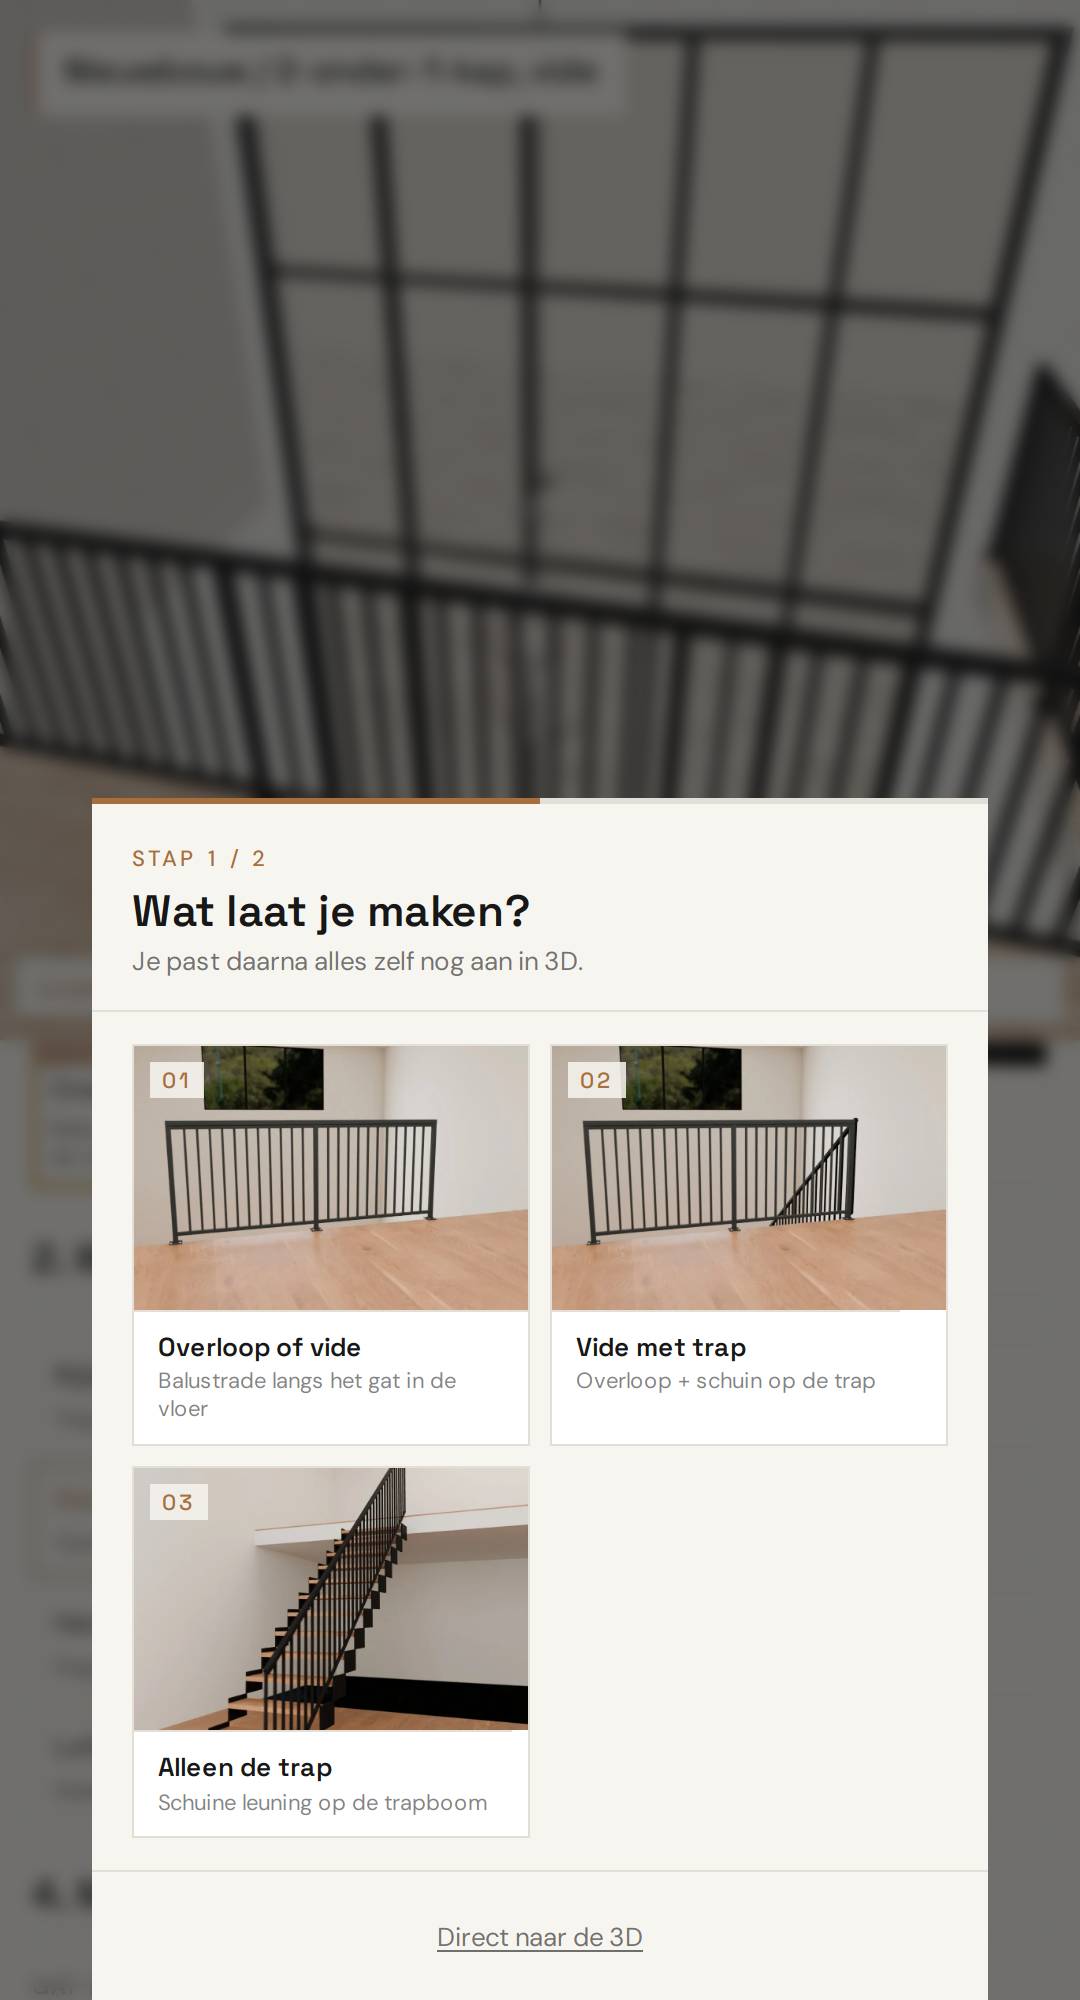 STAP 1 / 2
Wat laat je maken?
Je past daarna alles zelf nog aan in 3D.
01
Overloop of vide
Balustrade langs het gat in de
vloer
02
Vide met trap
Overloop + schuin op de trap
03
Alleen de trap
Schuine leuning op de trapboom
Direct naar de 3D